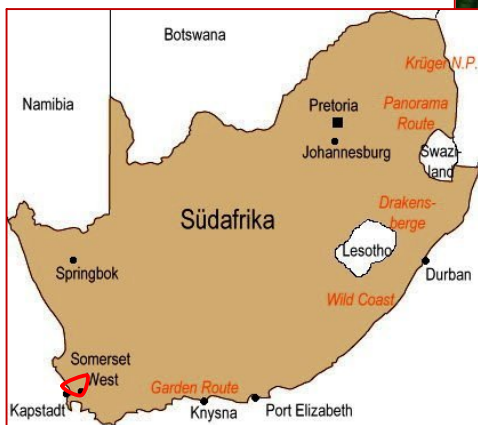 Botswana
Krüger N.P.
Namibia
Pretoria
Panorama
Route
Johannesburg
Swazi-
land
Südafrika
Drakens-
berge
Lesotho
Springbok
Durban
Wild Coast
Somerset
West
Garden Route
Kapstadt
Knysna
Port Elizabeth